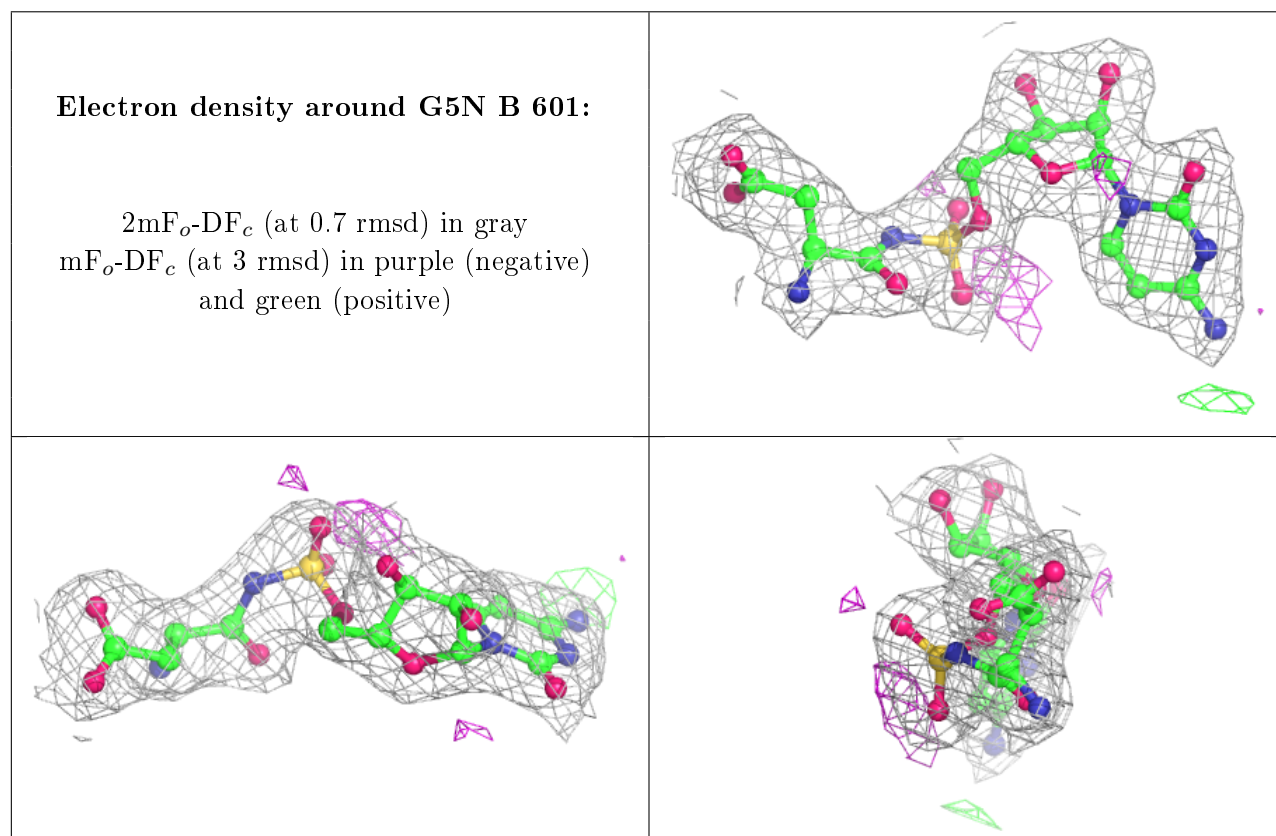 Electron density around G5N B 601:
2mFo-DFc (at 0.7 rmsd) in gray
mFo-DFc (at 3 rmsd) in purple (negative)
and green (positive)